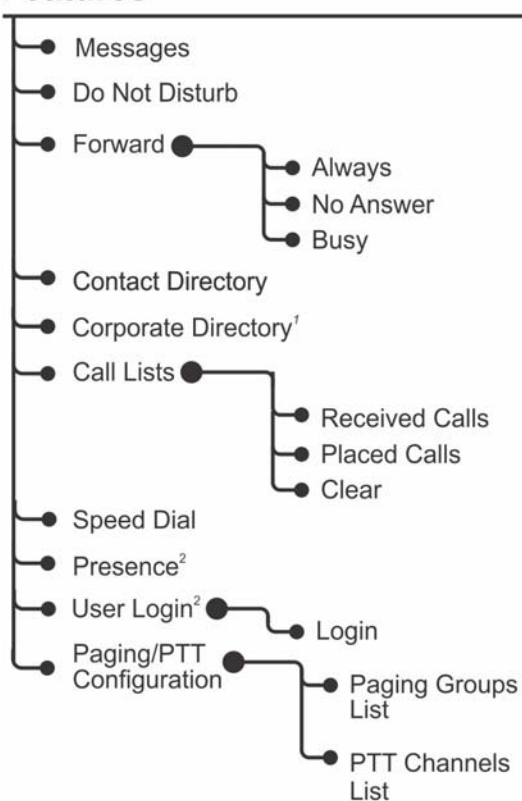 Messages
Do Not Disturb
Forward
Always
No Answer
Busy
Contact Directory
Corporate Directory¹
Call Lists
Received Calls
Placed Calls
Clear
Speed Dial
Presence²
User Login²
Login
Paging/PTT
Configuration
Paging Groups
List
PTT Channels
List